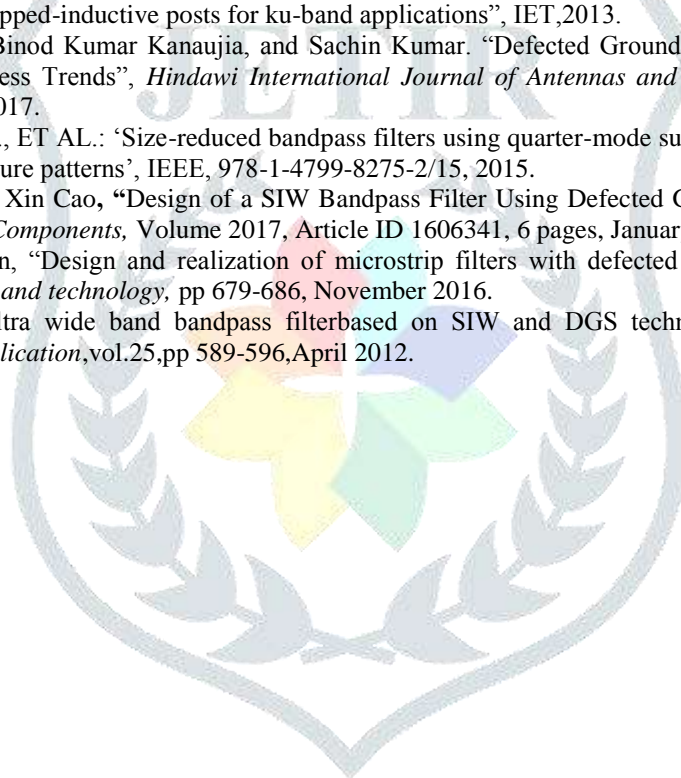 pped-inductive posts for ku-band applications”, IET,2013.
Binod Kumar Kanaujia, and Sachin Kumar. “Defected Ground
ess Trends”, Hindawi International Journal of Antennas and
017.
., ET AL.: ‘Size-reduced bandpass filters using quarter-mode su
ure patterns’, IEEE, 978-1-4799-8275-2/15, 2015.
Xin Cao, “Design of a SIW Bandpass Filter Using Defected G
Components, Volume 2017, Article ID 1606341, 6 pages, Januar
n, “Design and realization of microstrip filters with defected
and technology, pp 679-686, November 2016.
ltra wide band bandpass filterbased on SIW and DGS techn
lication,vol.25,pp 589-596,April 2012.
JETIR